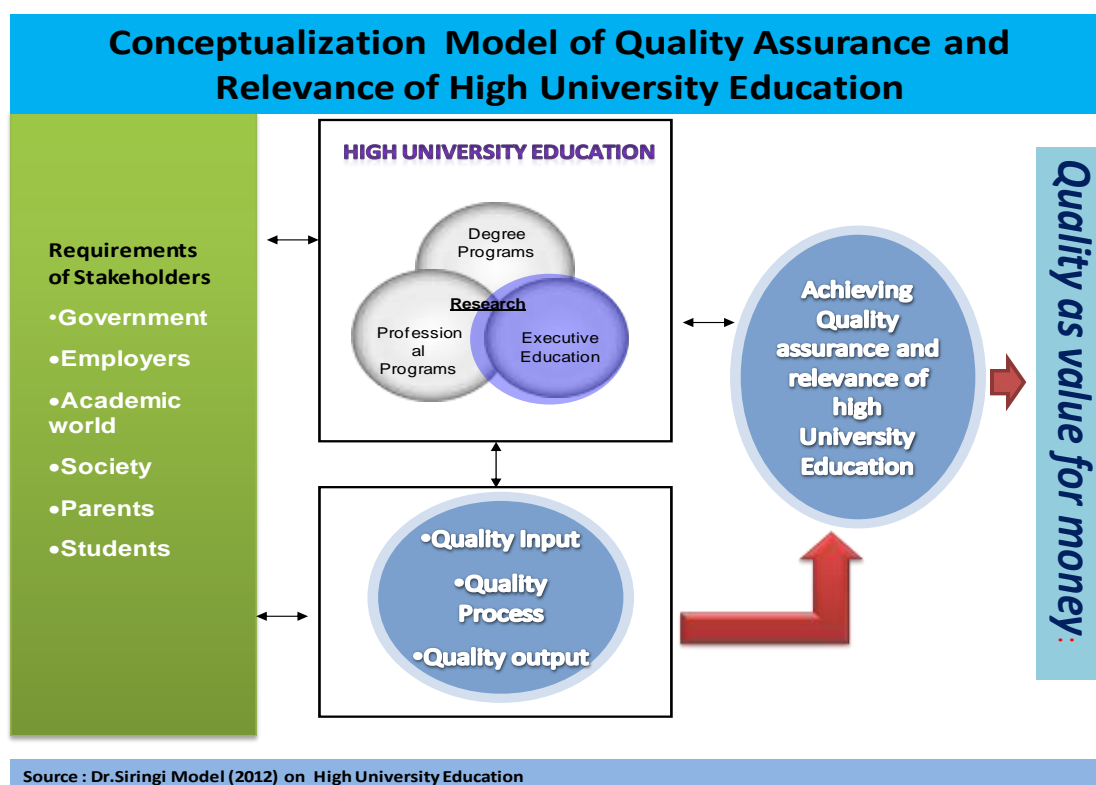 Conceptualization Model of Quality Assurance and
Relevance of High University Education
Requirements
of Stakeholders
•Government
•Employers
•Academic
world
•Society
•Parents
•Students
HIGH UNIVERSITY EDUCATION
Degree
Programs
Research
Profession
al
Programs
Executive
Education
•Quality Input
•Quality
Process
•Quality output
Achieving
Quality
assurance and
relevance of
high
University
Education
Quality as value for money:
Source : Dr.Siringi Model (2012) on High University Education